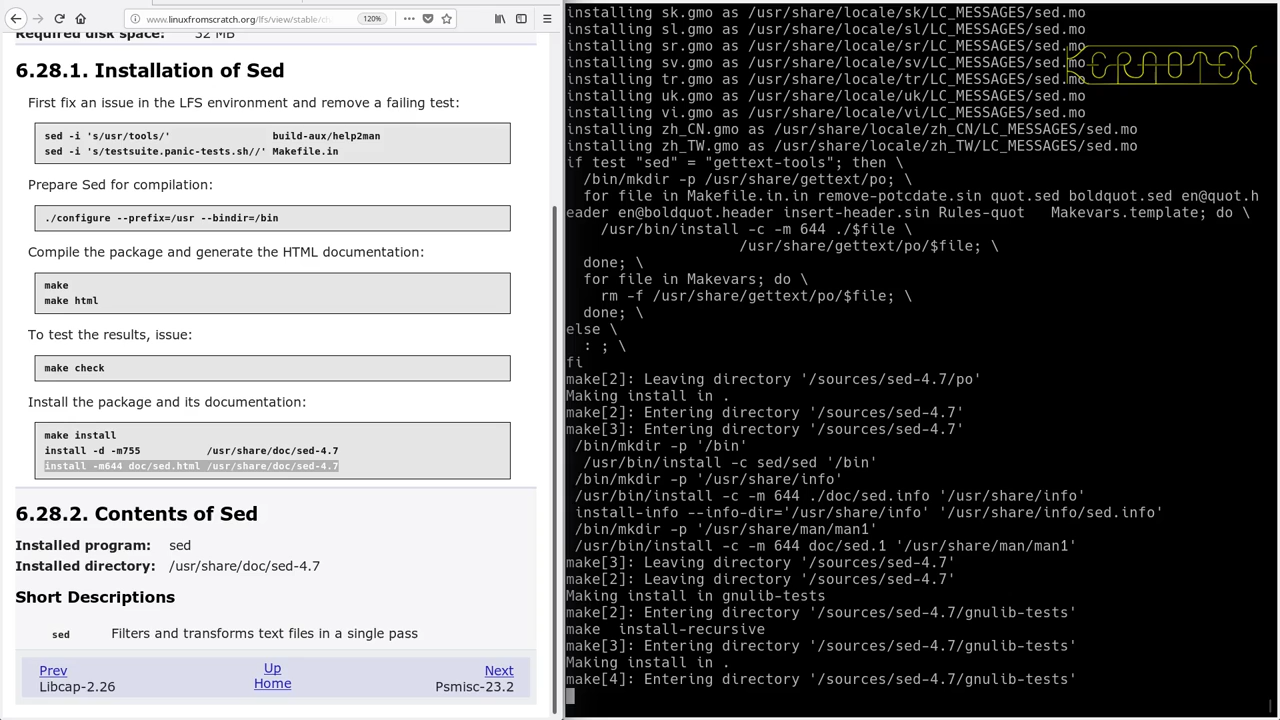 www.linuxfromscratch.org/lfs/view/stable/ch
120%
Required disk space: 32 MB
6.28.1. Installation of Sed
First fix an issue in the LFS environment and remove a failing test:
sed -i 's/usr/tools/' build-aux/help2man
sed -i 's/testsuite.panic-tests.sh//' Makefile.in
Prepare Sed for compilation:
./configure --prefix=/usr --bindir=/bin
Compile the package and generate the HTML documentation:
make
make html
To test the results, issue:
make check
Install the package and its documentation:
make install
install -d -m755 /usr/share/doc/sed-4.7
install -m644 doc/sed.html /usr/share/doc/sed-4.7
6.28.2. Contents of Sed
Installed program: sed
Installed directory: /usr/share/doc/sed-4.7
Short Descriptions
sed Filters and transforms text files in a single pass
Prev Up Next
Libcap-2.26 Home Psmisc-23.2
installing sk.gmo as /usr/share/locale/sk/LC_MESSAGES/sed.mo
installing sl.gmo as /usr/share/locale/sl/LC_MESSAGES/sed.mo
installing sr.gmo as /usr/share/locale/sr/LC_MESSAGES/sed.mo
installing sv.gmo as /usr/share/locale/sv/LC_MESSAGES/sed.mo
installing tr.gmo as /usr/share/locale/tr/LC_MESSAGES/sed.mo
installing uk.gmo as /usr/share/locale/uk/LC_MESSAGES/sed.mo
installing vi.gmo as /usr/share/locale/vi/LC_MESSAGES/sed.mo
installing zh_CN.gmo as /usr/share/locale/zh_CN/LC_MESSAGES/sed.mo
installing zh_TW.gmo as /usr/share/locale/zh_TW/LC_MESSAGES/sed.mo
if test "sed" = "gettext-tools"; then \
/bin/mkdir -p /usr/share/gettext/po; \
for file in Makefile.in.in remove-potcdate.sin quot.sed boldquot.sed en@quot.h
eader en@boldquot.header insert-header.sin Rules-quot Makevars.template; do \
/usr/bin/install -c -m 644 ./$file \
/usr/share/gettext/po/$file; \
done; \
for file in Makevars; do \
rm -f /usr/share/gettext/po/$file; \
done; \
else \
: ; \
fi
make[2]: Leaving directory '/sources/sed-4.7/po'
Making install in .
make[2]: Entering directory '/sources/sed-4.7'
make[3]: Entering directory '/sources/sed-4.7'
/bin/mkdir -p '/bin'
/usr/bin/install -c sed/sed '/bin'
/bin/mkdir -p '/usr/share/info'
/usr/bin/install -c -m 644 ./doc/sed.info '/usr/share/info'
install-info --info-dir='/usr/share/info' '/usr/share/info/sed.info'
/bin/mkdir -p '/usr/share/man/man1'
/usr/bin/install -c -m 644 doc/sed.1 '/usr/share/man/man1'
make[3]: Leaving directory '/sources/sed-4.7'
make[2]: Leaving directory '/sources/sed-4.7'
Making install in gnulib-tests
make[2]: Entering directory '/sources/sed-4.7/gnulib-tests'
make install-recursive
make[3]: Entering directory '/sources/sed-4.7/gnulib-tests'
Making install in .
make[4]: Entering directory '/sources/sed-4.7/gnulib-tests'